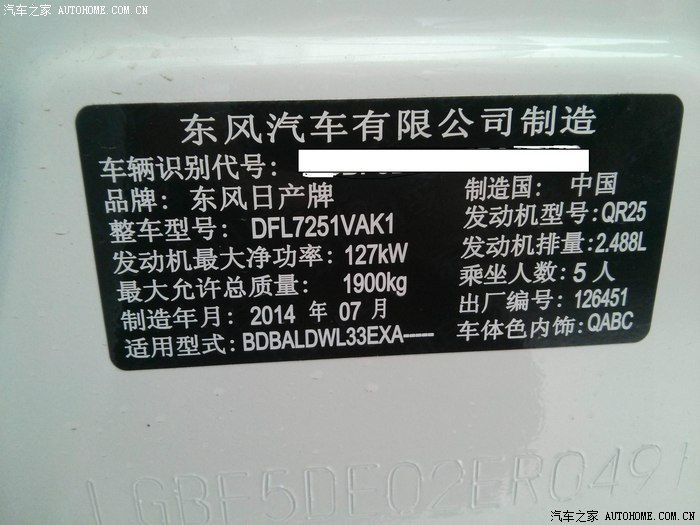 汽车之家 AUTOHOME.COM.CN
东风汽车有限公司制造
车辆识别代号:
品牌: 东风日产牌 制造国: 中国
整车型号: DFL7251VAK1 发动机型号: QR25
发动机最大净功率: 127kW 发动机排量: 2.488L
最大允许总质量: 1900kg 乘坐人数: 5 人
制造年月: 2014 年 07 月 出厂编号: 126451
适用型式: BDBALDWL33EXA----- 车体色内饰: QABC
LGBF5DE02ER049
汽车之家 AUTOHOME.COM.CN